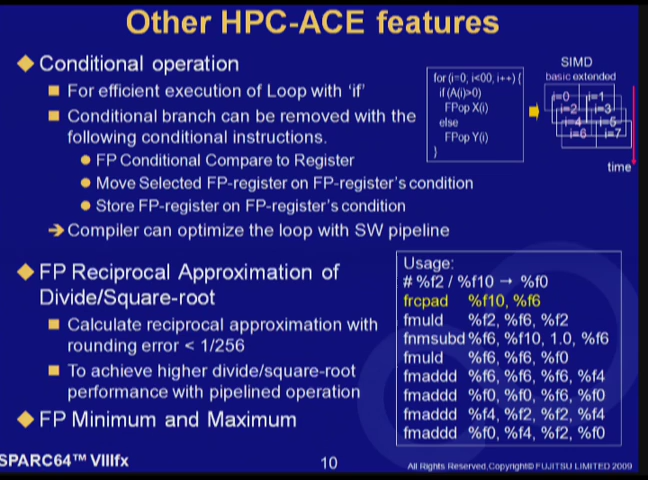 Other HPC-ACE features
Conditional operation
For efficient execution of Loop with 'if'
Conditional branch can be removed with the
following conditional instructions.
FP Conditional Compare to Register
Move Selected FP-register on FP-register's condition
Store FP-register on FP-register's condition
Compiler can optimize the loop with SW pipeline
for (i=0, i<00, i++) {
if (A(i)>0)
FPop X(i)
else
FPop Y(i)
}
SIMD
basic extended
i=0 i=1
i=2 i=3
i=4 i=5
i=6 i=7
time
FP Reciprocal Approximation of
Divide/Square-root
Calculate reciprocal approximation with
rounding error < 1/256
To achieve higher divide/square-root
performance with pipelined operation
FP Minimum and Maximum
Usage:
# %f2 / %f10 → %f0
frcpad %f10, %f6
fmuld %f2, %f6, %f2
fnmsubd %f6, %f10, 1.0, %f6
fmuld %f6, %f6, %f0
fmaddd %f6, %f6, %f6, %f4
fmaddd %f0, %f0, %f6, %f0
fmaddd %f4, %f2, %f2, %f4
fmaddd %f0, %f4, %f2, %f0
SPARC64™ VIIIfx
10
All Rights Reserved,Copyright© FUJITSU LIMITED 2009